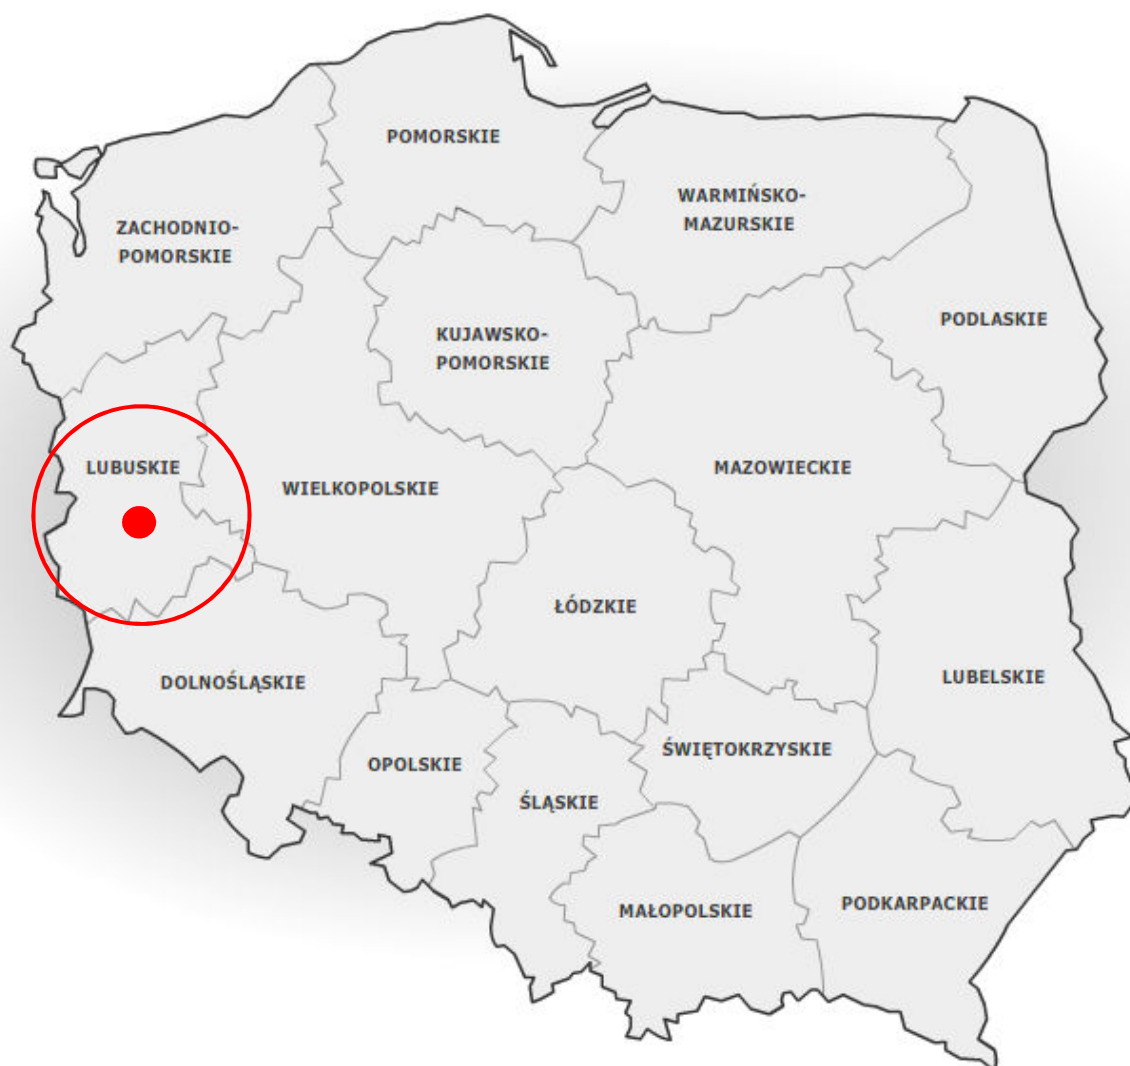 POMORSKIE
WARMIŃSKO-
MAZURSKIE
ZACHODNIO-
POMORSKIE
PODLASKIE
KUJAWSKO-
POMORSKIE
LUBUSKIE
WIELKOPOLSKIE
MAZOWIECKIE
ŁÓDZKIE
DOLNOŚLĄSKIE
LUBELSKIE
OPOLSKIE
ŚWIĘTOKRZYSKIE
ŚLĄSKIE
MAŁOPOLSKIE
PODKARPACKIE